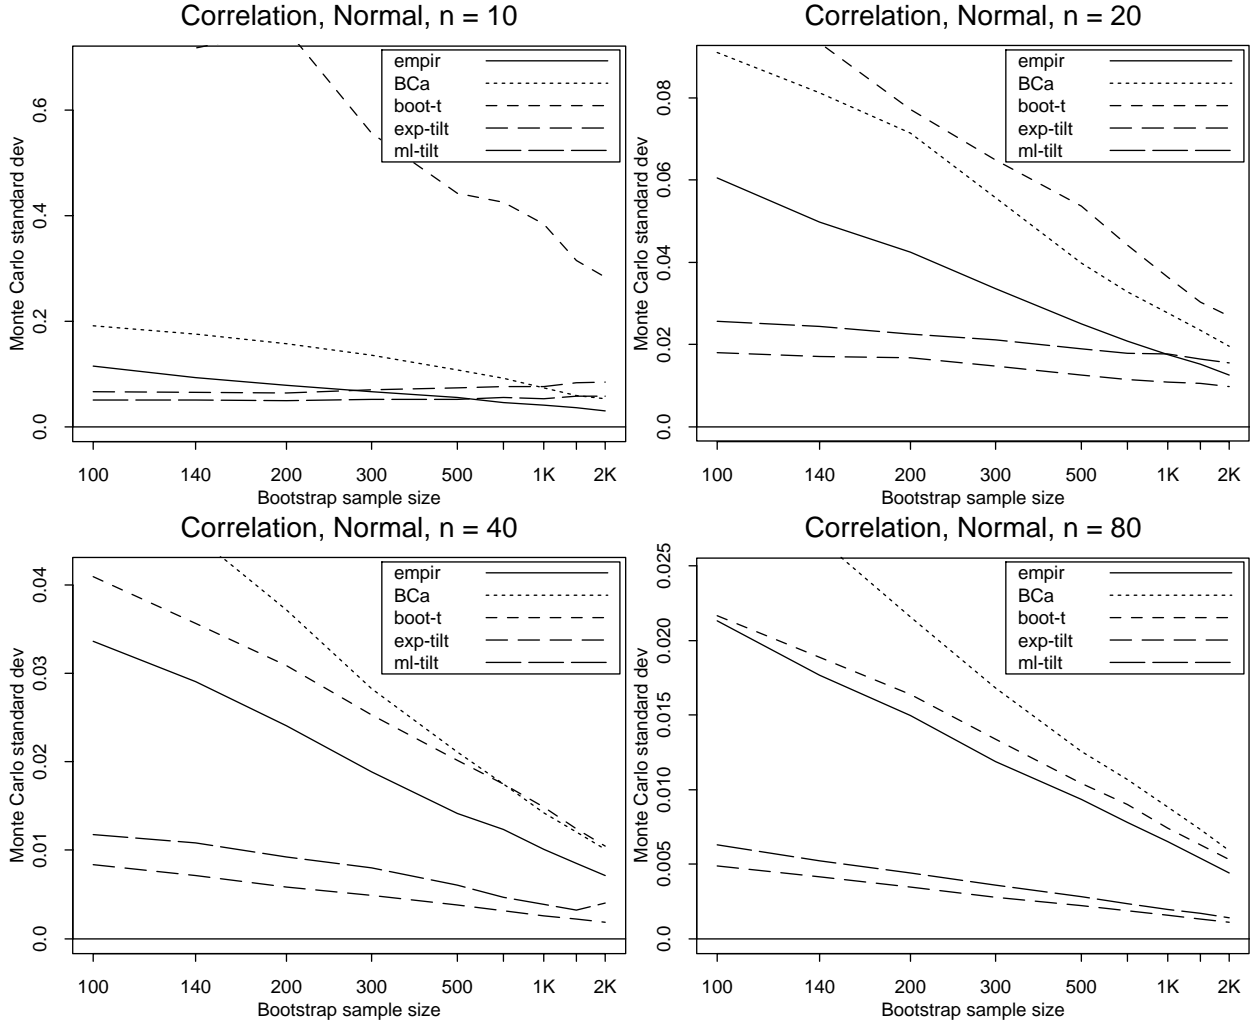 Correlation, Normal, n = 10
Monte Carlo standard dev
0.0
0.2
0.4
0.6
empir
BCa
boot-t
exp-tilt
ml-tilt
100 140 200 300 500 1K 2K
Bootstrap sample size
Correlation, Normal, n = 20
Monte Carlo standard dev
0.0
0.02
0.04
0.06
0.08
empir
BCa
boot-t
exp-tilt
ml-tilt
100 140 200 300 500 1K 2K
Bootstrap sample size
Correlation, Normal, n = 40
Monte Carlo standard dev
0.0
0.01
0.02
0.03
0.04
empir
BCa
boot-t
exp-tilt
ml-tilt
100 140 200 300 500 1K 2K
Bootstrap sample size
Correlation, Normal, n = 80
Monte Carlo standard dev
0.0
0.005
0.010
0.015
0.020
0.025
empir
BCa
boot-t
exp-tilt
ml-tilt
100 140 200 300 500 1K 2K
Bootstrap sample size